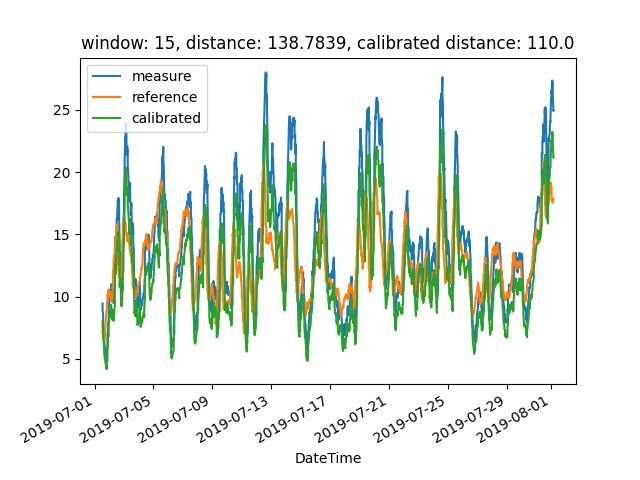 window: 15, distance: 138.7839, calibrated distance: 110.0
measure
reference
calibrated
25
20
15
10
5
2019-07-01
2019-07-05
2019-07-09
2019-07-13
2019-07-17
2019-07-21
2019-07-25
2019-07-29
2019-08-01
DateTime